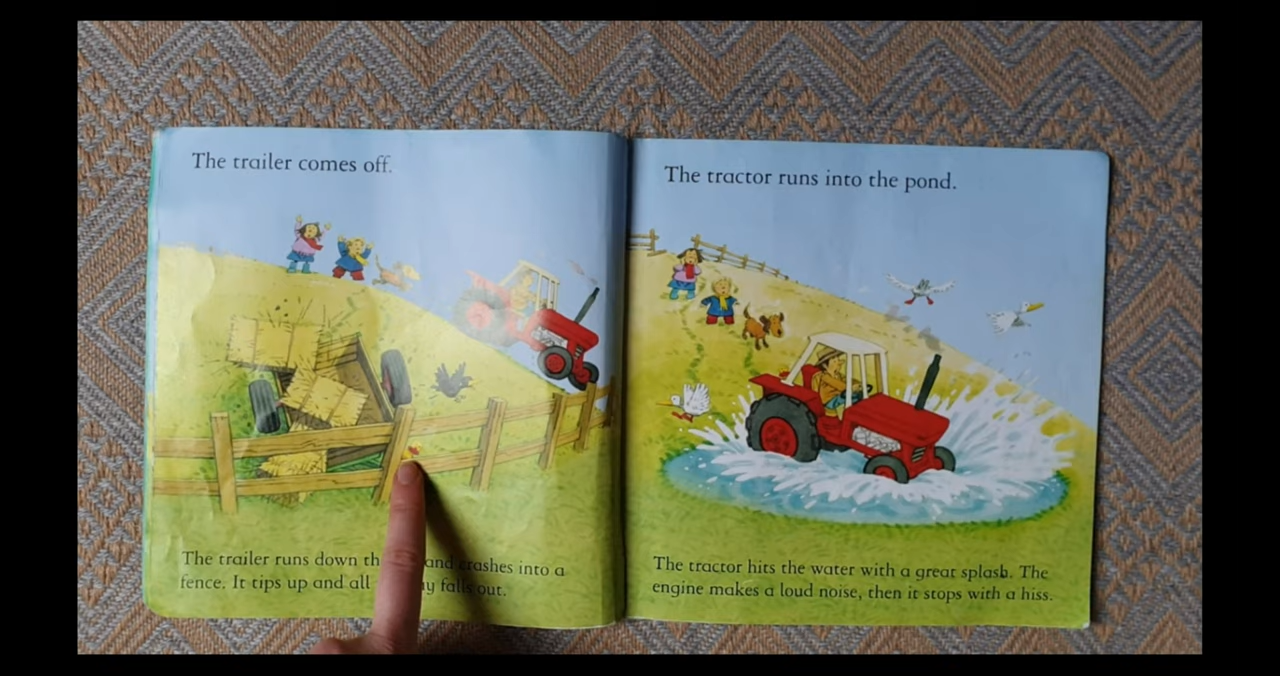 The trailer comes off.
The trailer runs down th and crashes into a
fence. It tips up and all y falls out.
The tractor runs into the pond.
The tractor hits the water with a great splash. The
engine makes a loud noise, then it stops with a hiss.